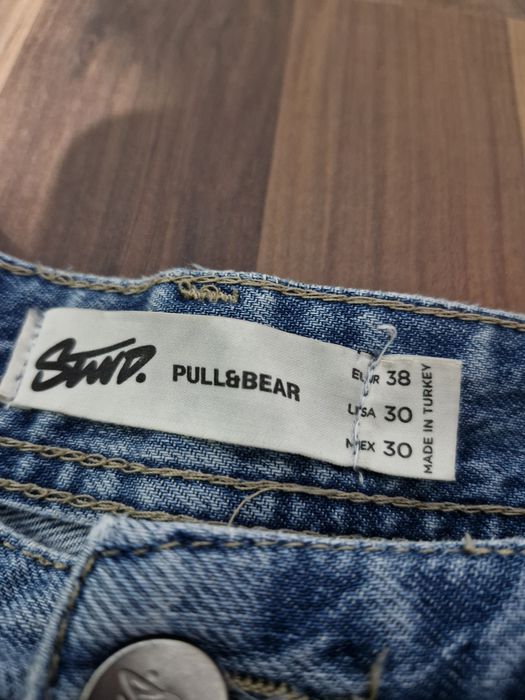 STWD.
PULL&BEAR
EUR 38
USA 30
MEX 30
MADE IN TURKEY